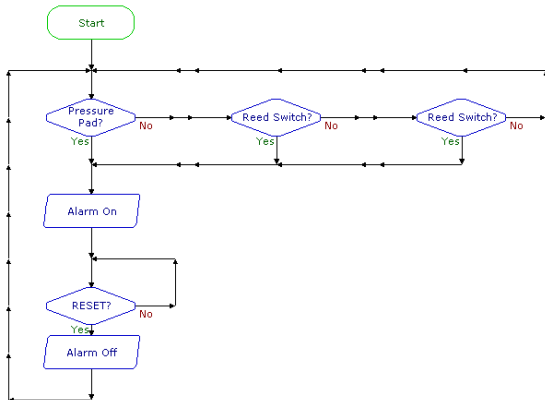 Start
Pressure
Pad?
No
Yes
Reed Switch?
No
Yes
Reed Switch?
No
Yes
Alarm On
RESET?
No
Yes
Alarm Off